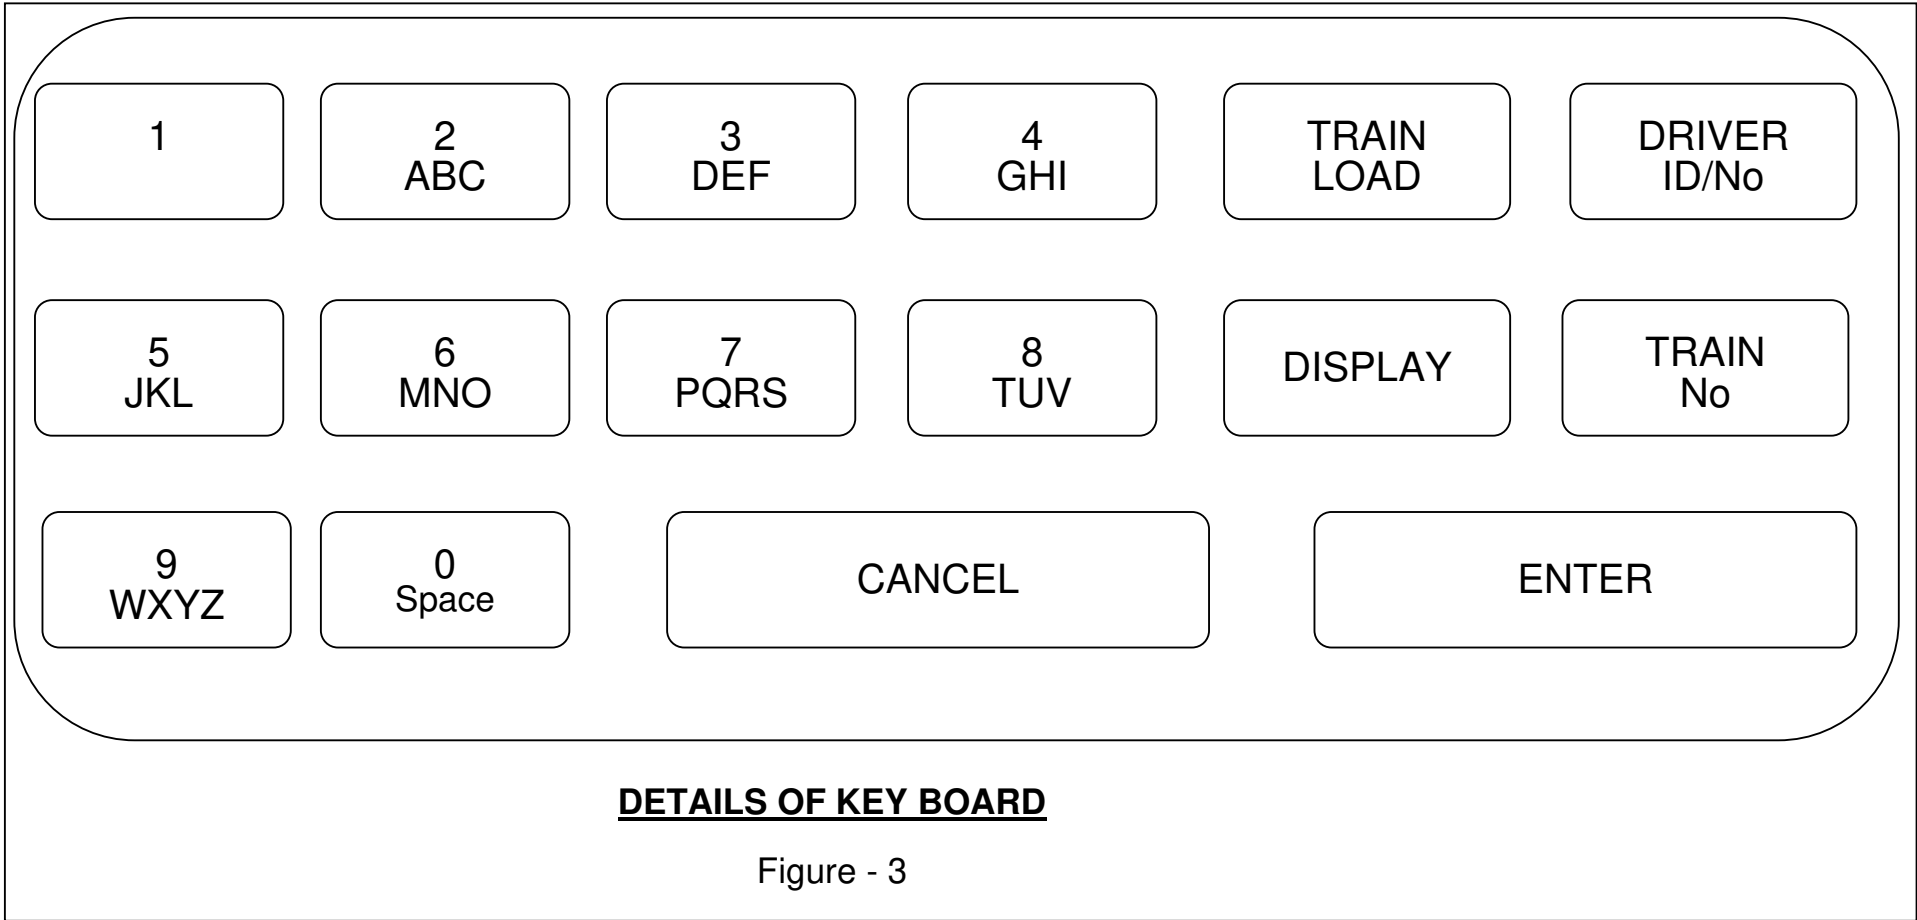 1
2
ABC
3
DEF
4
GHI
TRAIN
LOAD
DRIVER
ID/No
5
JKL
6
MNO
7
PQRS
8
TUV
DISPLAY
TRAIN
No
9
WXYZ
0
Space
CANCEL
ENTER
DETAILS OF KEY BOARD
Figure - 3